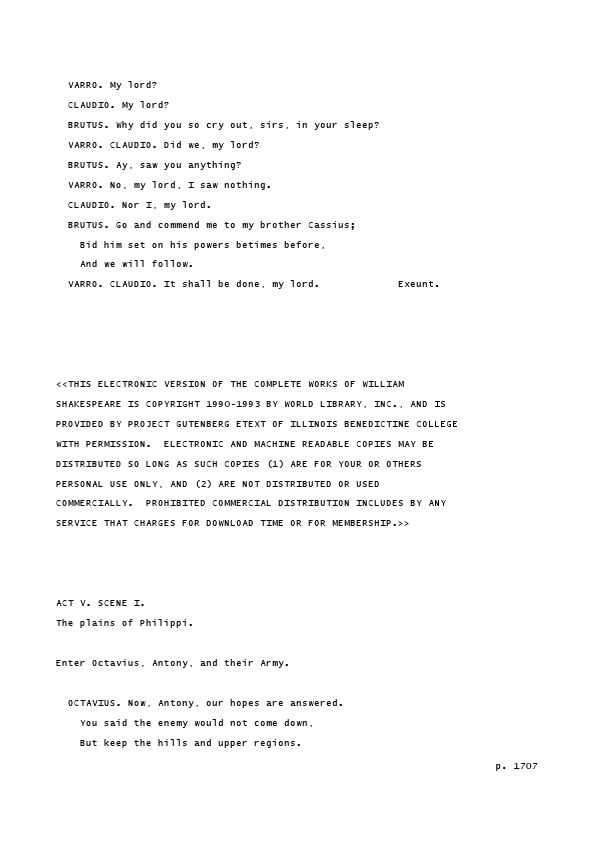 VARRO. My lord?
CLAUDIO. My lord?
BRUTUS. Why did you so cry out, sirs, in your sleep?
VARRO. CLAUDIO. Did we, my lord?
BRUTUS. Ay, saw you anything?
VARRO. No, my lord, I saw nothing.
CLAUDIO. Nor I, my lord.
BRUTUS. Go and commend me to my brother Cassius;
Bid him set on his powers betimes before,
And we will follow.
VARRO. CLAUDIO. It shall be done, my lord. Exeunt.
<<THIS ELECTRONIC VERSION OF THE COMPLETE WORKS OF WILLIAM
SHAKESPEARE IS COPYRIGHT 1990-1993 BY WORLD LIBRARY, INC., AND IS
PROVIDED BY PROJECT GUTENBERG ETEXT OF ILLINOIS BENEDICTINE COLLEGE
WITH PERMISSION. ELECTRONIC AND MACHINE READABLE COPIES MAY BE
DISTRIBUTED SO LONG AS SUCH COPIES (1) ARE FOR YOUR OR OTHERS
PERSONAL USE ONLY, AND (2) ARE NOT DISTRIBUTED OR USED
COMMERCIALLY. PROHIBITED COMMERCIAL DISTRIBUTION INCLUDES BY ANY
SERVICE THAT CHARGES FOR DOWNLOAD TIME OR FOR MEMBERSHIP.>>
ACT V. SCENE I.
The plains of Philippi.
Enter Octavius, Antony, and their Army.
OCTAVIUS. Now, Antony, our hopes are answered.
You said the enemy would not come down,
But keep the hills and upper regions.
p. 1707